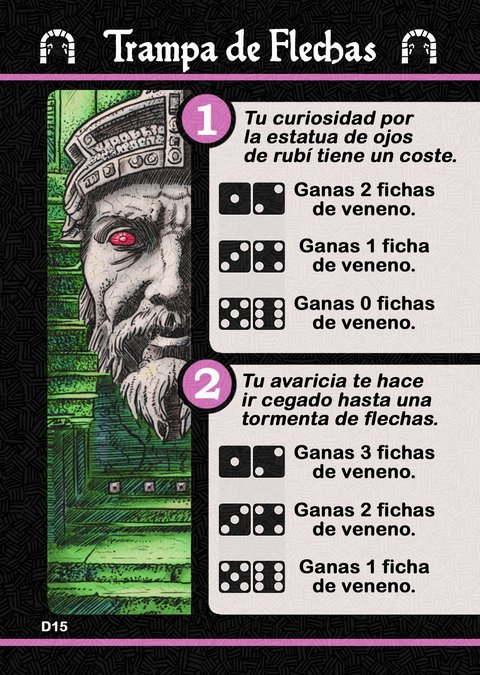 Trampa de Flechas
1
Tu curiosidad por
la estatua de ojos
de rubí tiene un coste.
Ganas 2 fichas
de veneno.
Ganas 1 ficha
de veneno.
Ganas 0 fichas
de veneno.
2
Tu avaricia te hace
ir cegado hasta una
tormenta de flechas.
Ganas 3 fichas
de veneno.
Ganas 2 fichas
de veneno.
Ganas 1 ficha
de veneno.
D15